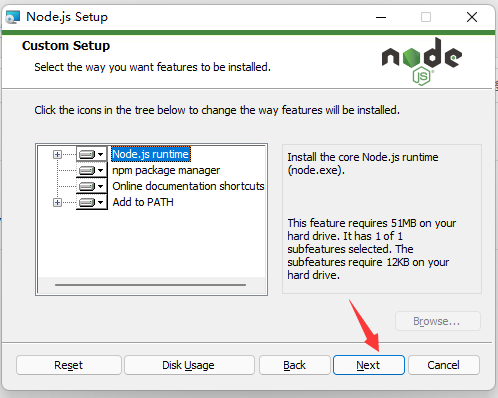 Node.js Setup
Custom Setup
Select the way you want features to be installed.
node
JS
Click the icons in the tree below to change the way features will be installed.
Node.js runtime
npm package manager
Online documentation shortcuts
Add to PATH
Install the core Node.js runtime
(node.exe).
This feature requires 51MB on your
hard drive. It has 1 of 1
subfeatures selected. The
subfeatures require 12KB on your
hard drive.
Browse...
Reset
Disk Usage
Back
Next
Cancel